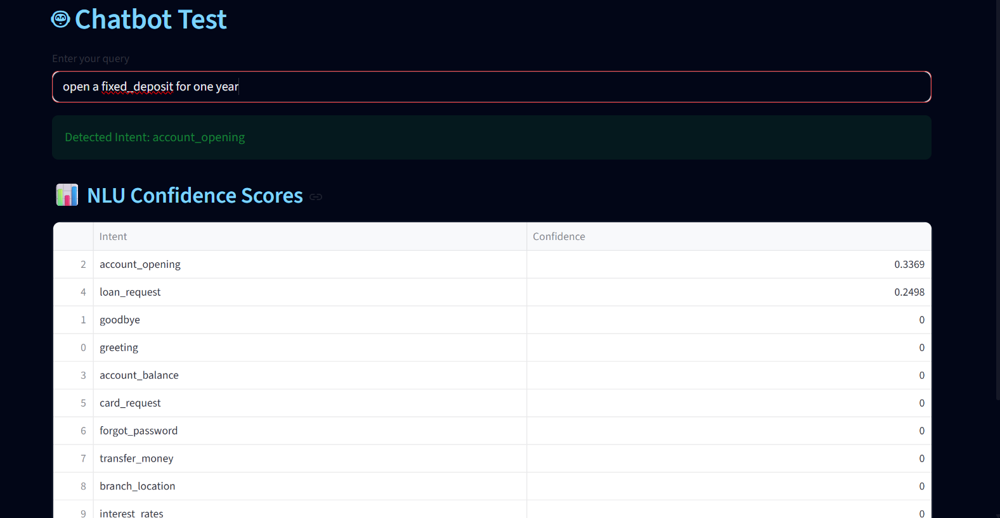 Chatbot Test
Enter your query
open a fixed_deposit for one year
Detected Intent: account_opening
NLU Confidence Scores
Intent Confidence
2 account_opening 0.3369
4 loan_request 0.2498
1 goodbye 0
0 greeting 0
3 account_balance 0
5 card_request 0
6 forgot_password 0
7 transfer_money 0
8 branch_location 0
9 interest_rates 0